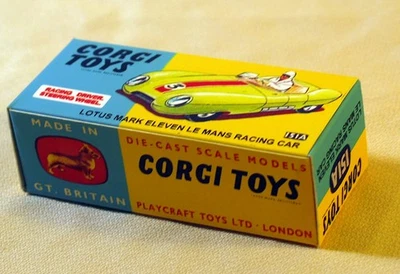 CORGI
TOYS
RACING DRIVER
STEERING WHEEL
5
LOTUS MARK ELEVEN LE MANS RACING CAR
151A
MADE IN
GT. BRITAIN
DIE-CAST SCALE MODELS
CORGI TOYS
PLAYCRAFT TOYS LTD · LONDON
151A
CORGI TOYS